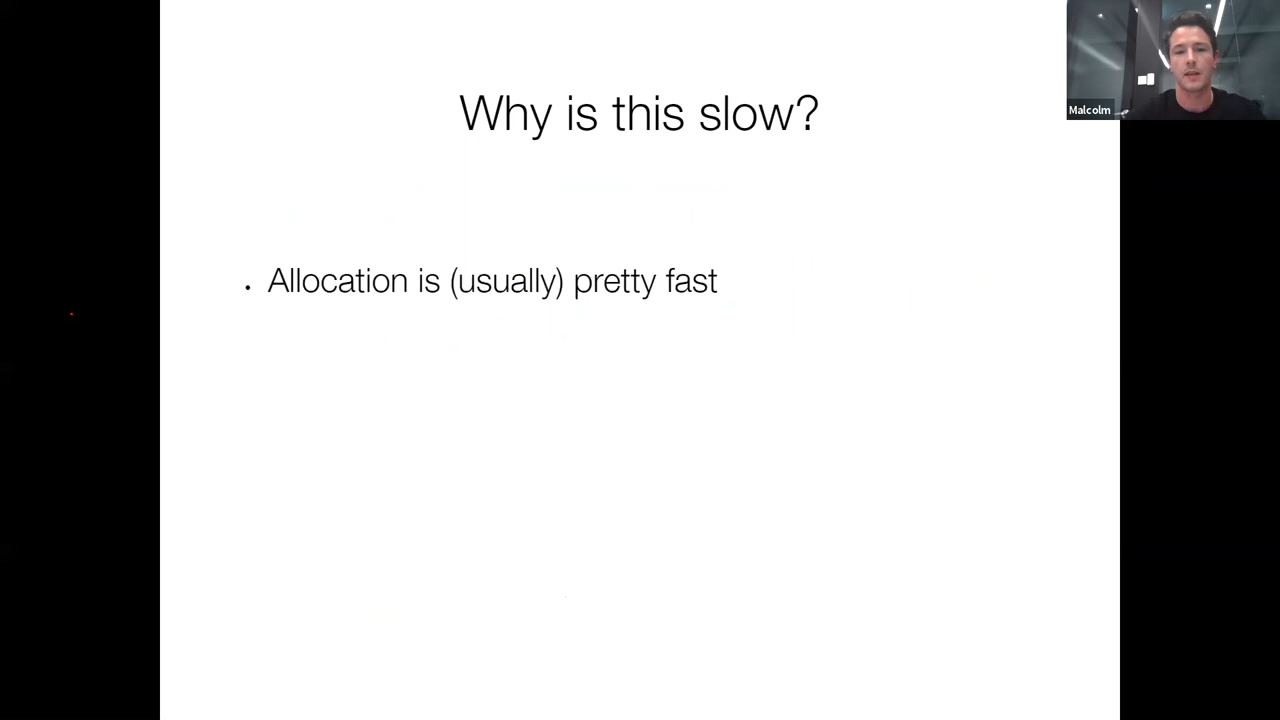 Why is this slow?
Malcolm
• Allocation is (usually) pretty fast